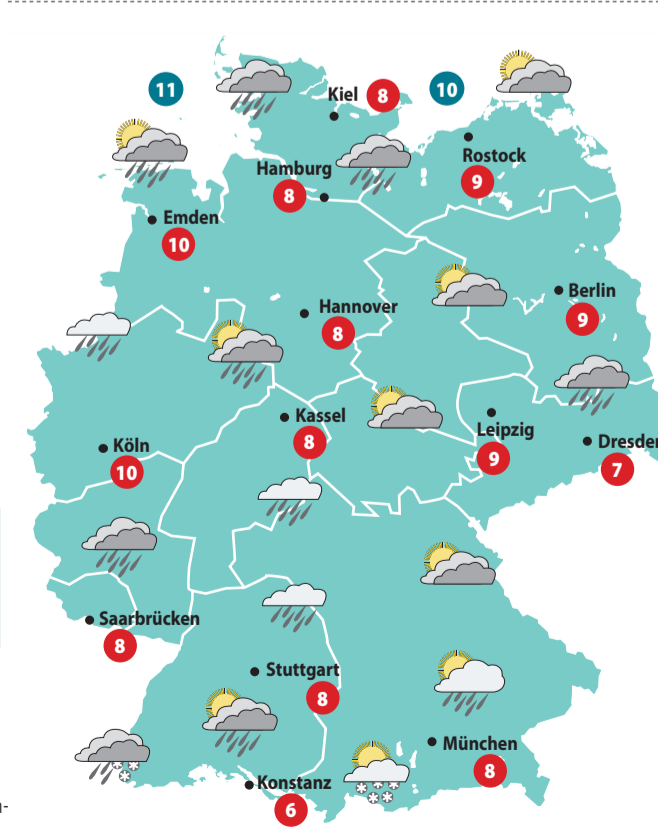 11
Kiel 8
10
Rostock
9
Hamburg
8
Emden
10
Berlin
9
Hannover
8
Kassel
8
Leipzig
9
Köln
10
Dresden
7
Saarbrücken
8
Stuttgart
8
München
8
Konstanz
6
-